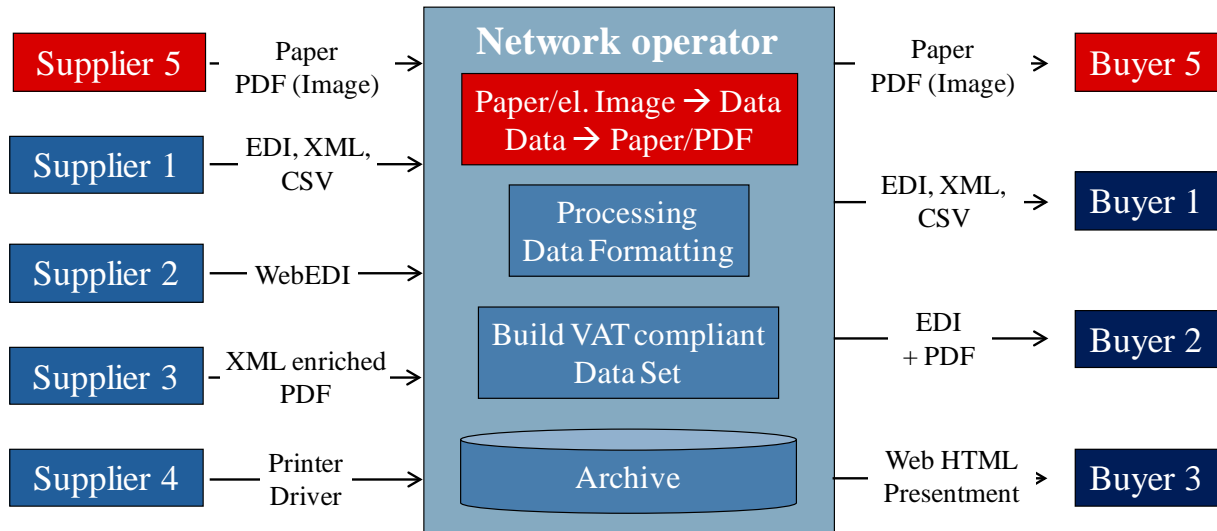 Network operator
Supplier 5
Paper
PDF (Image)
Paper/el. Image → Data
Data → Paper/PDF
Paper
PDF (Image)
Buyer 5
Supplier 1
EDI, XML,
CSV
Processing
Data Formatting
EDI, XML,
CSV
Buyer 1
Supplier 2
WebEDI
Build VAT compliant
Data Set
EDI
+ PDF
Buyer 2
Supplier 3
XML enriched
PDF
Supplier 4
Printer
Driver
Archive
Web HTML
Presentment
Buyer 3